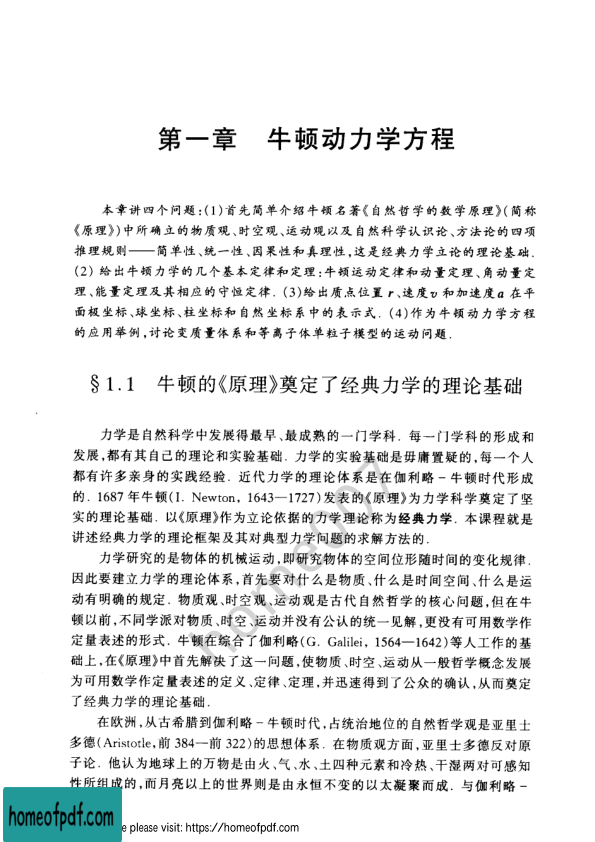 第一章 牛顿动力学方程
本章讲四个问题:(1)首先简单介绍牛顿名著《自然哲学的数学原理》(简称
《原理》)中所确立的物质观、时空观、运动观以及自然科学认识论、方法论的四项
推理规则——简单性、统一性、因果性和真理性,这是经典力学立论的理论基础.
(2) 给出牛顿力学的几个基本定律和定理:牛顿运动定律和动量定理、角动量定
理、能量定理及其相应的守恒定律. (3)给出质点位置 r、速度v 和加速度a 在平
面极坐标、球坐标、柱坐标和自然坐标系中的表示式. (4)作为牛顿动力学方程
的应用举例,讨论变质量体系和等离子体单粒子模型的运动问题.
§1.1 牛顿的《原理》奠定了经典力学的理论基础
力学是自然科学中发展得最早、最成熟的一门学科. 每一门学科的形成和
发展,都有其自己的理论和实验基础. 力学的实验基础是毋庸置疑的,每一个人
都有许多亲身的实践经验. 近代力学的理论体系是在伽利略-牛顿时代形成
的. 1687 年牛顿(I. Newton, 1643—1727)发表的《原理》为力学科学奠定了坚
实的理论基础. 以《原理》作为立论依据的力学理论称为经典力学. 本课程就是
讲述经典力学的理论框架及其对典型力学问题的求解方法的.
力学研究的是物体的机械运动,即研究物体的空间位形随时间的变化规律.
因此要建立力学的理论体系,首先要对什么是物质、什么是时间空间、什么是运
动有明确的规定. 物质观、时空观、运动观是古代自然哲学的核心问题,但在牛
顿以前,不同学派对物质、时空、运动并没有公认的统一见解,更没有可用数学作
定量表述的形式. 牛顿在综合了伽利略(G. Galilei, 1564—1642)等人工作的基
础上,在《原理》中首先解决了这一问题,使物质、时空、运动从一般哲学概念发展
为可用数学作定量表述的定义、定律、定理,并迅速得到了公众的确认,从而奠定
了经典力学的理论基础.
在欧洲,从古希腊到伽利略-牛顿时代,占统治地位的自然哲学观是亚里士
多德(Aristotle,前 384—前 322)的思想体系. 在物质观方面,亚里士多德反对原
子论. 他认为地球上的万物是由火、气、水、土四种元素和冷热、干湿两对可感知
性所组成的,而月亮以上的世界则是由永恒不变的以太凝聚而成. 与伽利略-
home007
homeofpdf.com
e please visit: https://homeofpdf.com